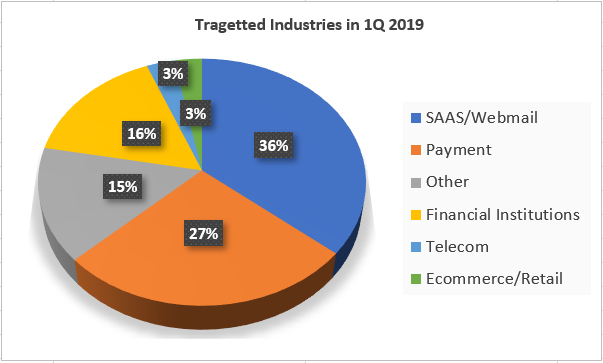 Tragetted Industries in 1Q 2019
3%
3%
36%
16%
15%
27%
SAAS/Webmail
Payment
Other
Financial Institutions
Telecom
Ecommerce/Retail